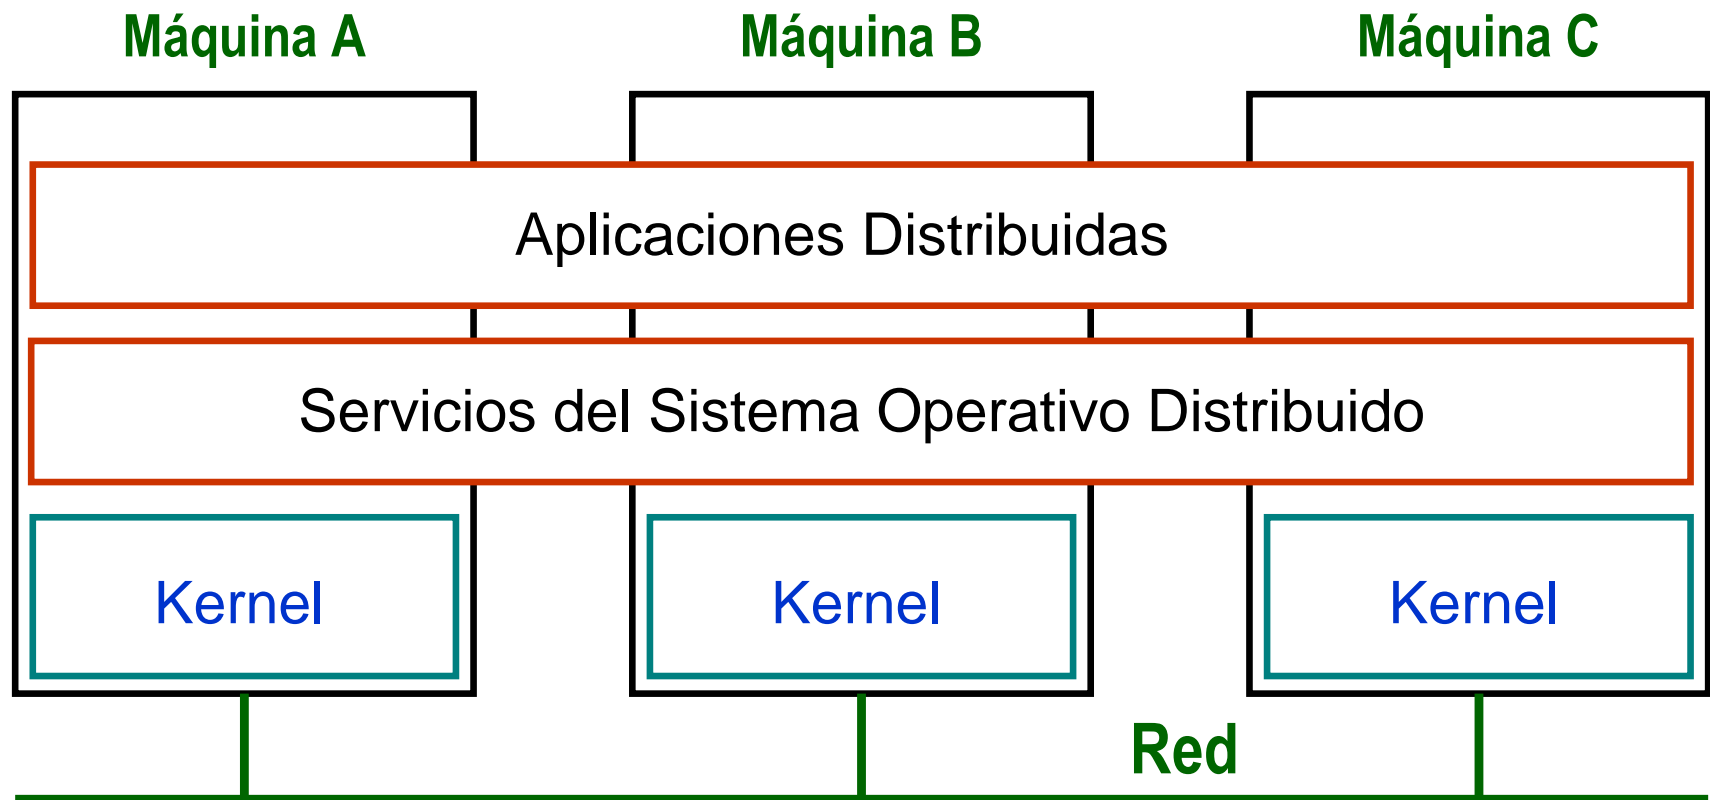 Máquina A
Máquina B
Máquina C
Aplicaciones Distribuidas
Servicios del Sistema Operativo Distribuido
Kernel
Kernel
Kernel
Red